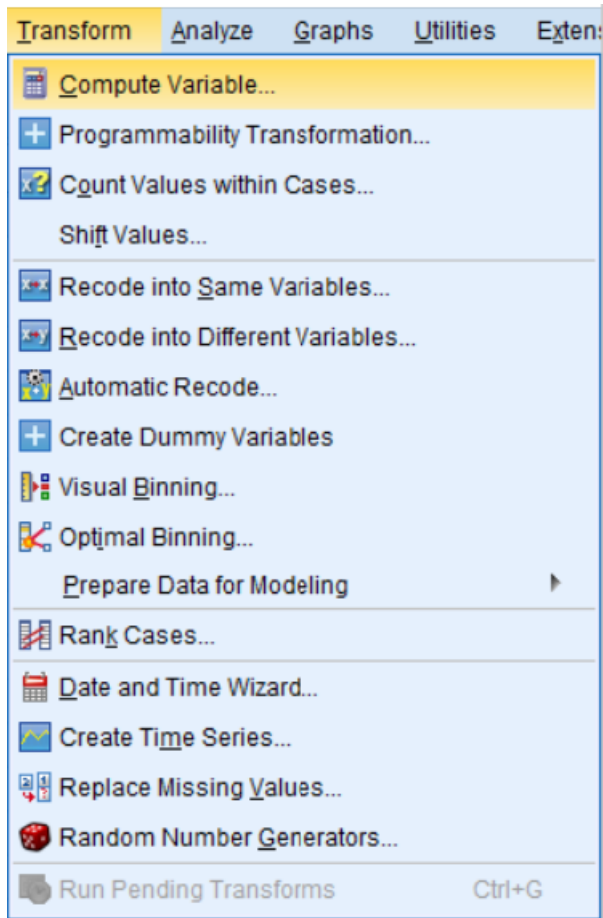 Transform Analyze Graphs Utilities Exten
Compute Variable...
Programmability Transformation...
Count Values within Cases...
Shift Values...
Recode into Same Variables...
Recode into Different Variables...
Automatic Recode...
Create Dummy Variables
Visual Binning...
Optimal Binning...
Prepare Data for Modeling
Rank Cases...
Date and Time Wizard...
Create Time Series...
Replace Missing Values...
Random Number Generators...
Run Pending Transforms Ctrl+G